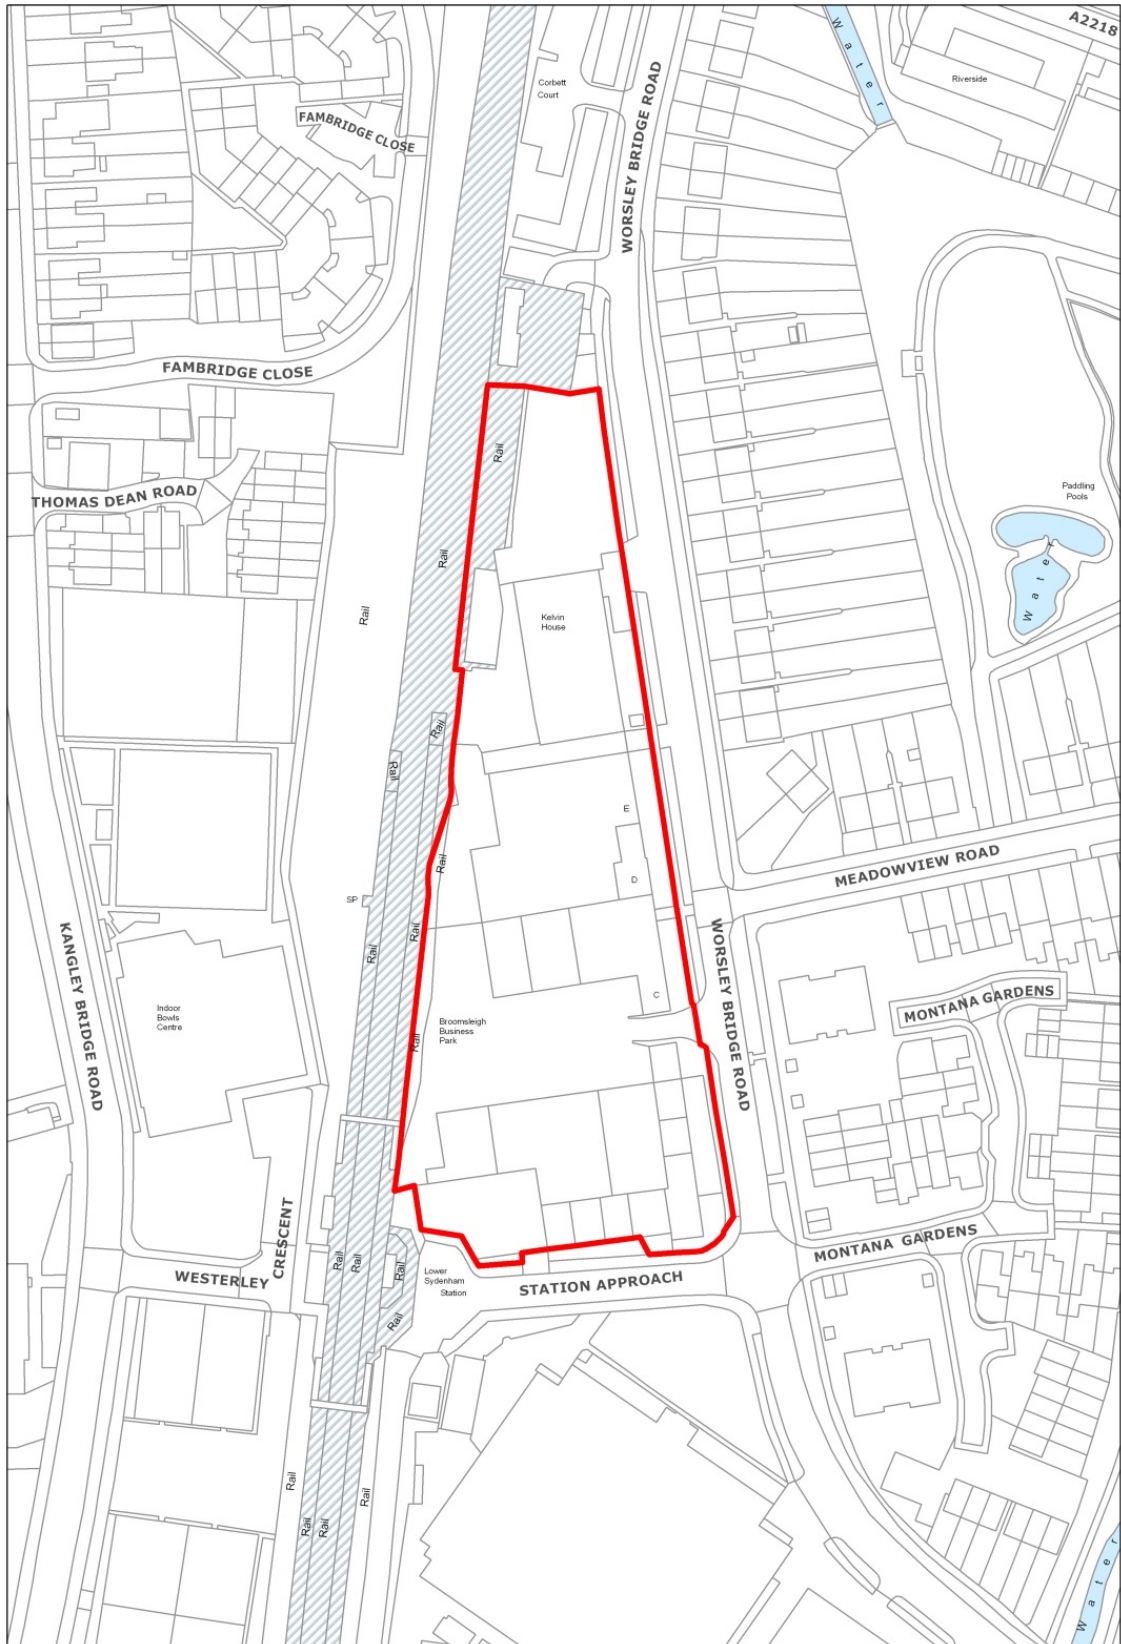 A2218
Water
Riverside
Corbett
Court
WORSLEY BRIDGE ROAD
FAMBRIDGE CLOSE
FAMBRIDGE CLOSE
Rail
THOMAS DEAN ROAD
Paddling
Pools
Water
Rail
Rail
Kelvin
House
Rail
Rail
E
Rail
MEADOWVIEW ROAD
D
SP
Rail
Rail
KANGLEY BRIDGE ROAD
WORSLEY BRIDGE ROAD
C
MONTANA GARDENS
Indoor
Bowls
Centre
Broomsleigh
Business
Park
Rail
WESTERLEY CRESCENT
MONTANA GARDENS
Rail
Rail
Rail
Lower
Sydenham
Station
STATION APPROACH
Rail
Rail
Rail
Rail
Rail
Water